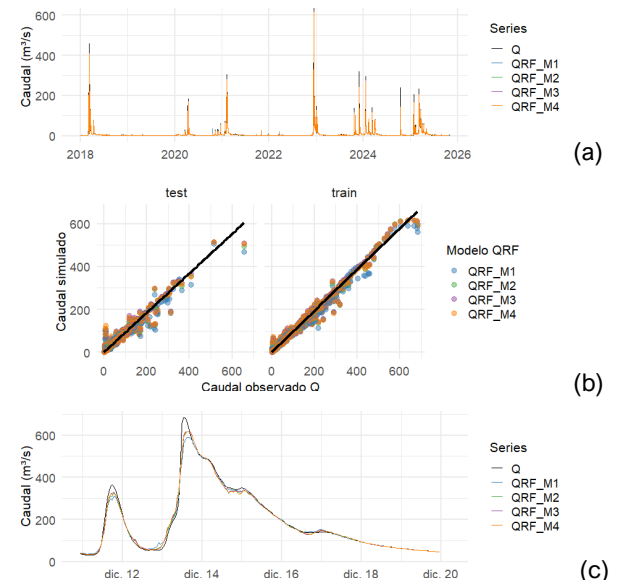 Caudal (m³/s)
600
400
200
0
2018
2020
2022
2024
2026
Series
Q
QRF_M1
QRF_M2
QRF_M3
QRF_M4
(a)
test
train
Caudal simulado
600
400
200
0
0
200
400
600
0
200
400
600
Caudal observado Q
Modelo QRF
QRF_M1
QRF_M2
QRF_M3
QRF_M4
(b)
Caudal (m³/s)
600
400
200
0
dic. 12
dic. 14
dic. 16
dic. 18
dic. 20
Series
Q
QRF_M1
QRF_M2
QRF_M3
QRF_M4
(c)